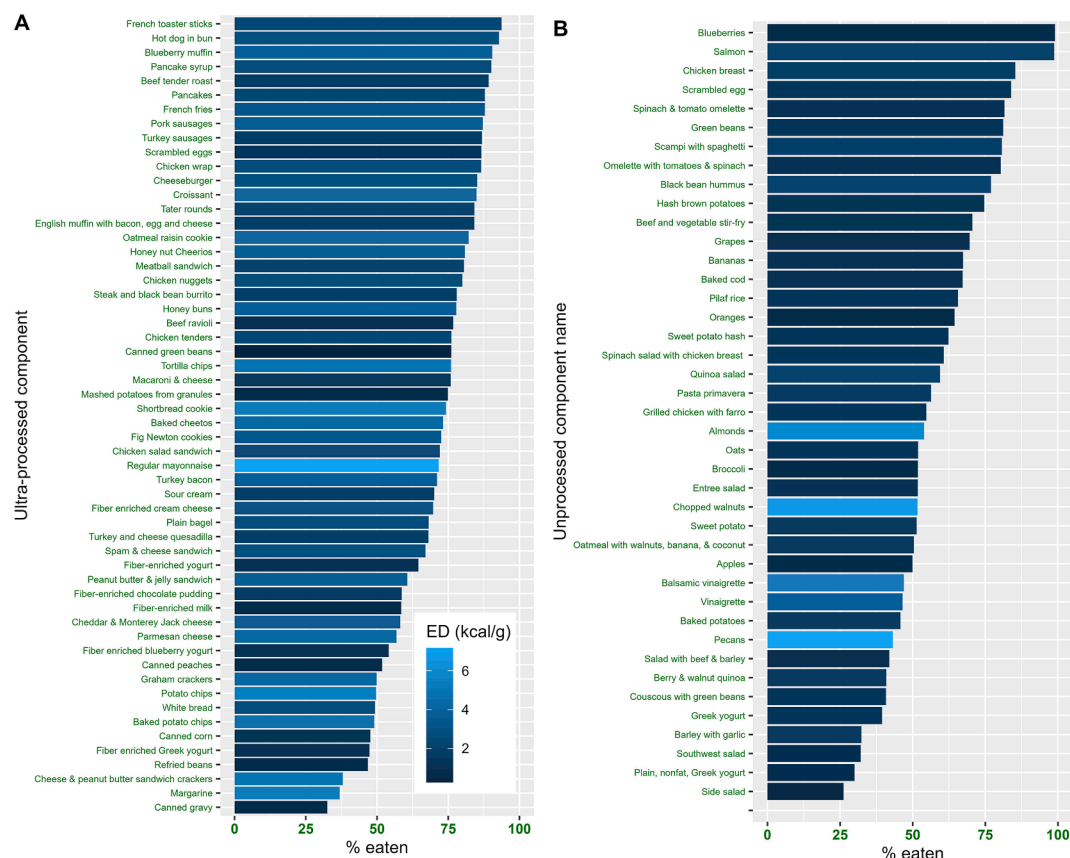 A
Ultra-processed component
French toaster sticks
Hot dog in bun
Blueberry muffin
Pancake syrup
Beef tender roast
Pancakes
French fries
Pork sausages
Turkey sausages
Scrambled eggs
Chicken wrap
Cheeseburger
Croissant
Tater rounds
English muffin with bacon, egg and cheese
Oatmeal raisin cookie
Honey nut Cheerios
Meatball sandwich
Chicken nuggets
Steak and black bean burrito
Honey buns
Beef ravioli
Chicken tenders
Canned green beans
Tortilla chips
Macaroni & cheese
Mashed potatoes from granules
Shortbread cookie
Baked cheetos
Fig Newton cookies
Chicken salad sandwich
Regular mayonnaise
Turkey bacon
Sour cream
Fiber enriched cream cheese
Plain bagel
Turkey and cheese quesadilla
Spam & cheese sandwich
Fiber-enriched yogurt
Peanut butter & jelly sandwich
Fiber-enriched chocolate pudding
Fiber-enriched milk
Cheddar & Monterey Jack cheese
Parmesan cheese
Fiber enriched blueberry yogurt
Canned peaches
Graham crackers
Potato chips
White bread
Baked potato chips
Canned corn
Fiber enriched Greek yogurt
Refried beans
Cheese & peanut butter sandwich crackers
Margarine
Canned gravy
0 25 50 75 100
% eaten
ED (kcal/g)
6
4
2
B
Unprocessed component name
Blueberries
Salmon
Chicken breast
Scrambled egg
Spinach & tomato omelette
Green beans
Scampi with spaghetti
Omelette with tomatoes & spinach
Black bean hummus
Hash brown potatoes
Beef and vegetable stir-fry
Grapes
Bananas
Baked cod
Pilaf rice
Oranges
Sweet potato hash
Spinach salad with chicken breast
Quinoa salad
Pasta primavera
Grilled chicken with farro
Almonds
Oats
Broccoli
Entree salad
Chopped walnuts
Sweet potato
Oatmeal with walnuts, banana, & coconut
Apples
Balsamic vinaigrette
Vinaigrette
Baked potatoes
Pecans
Salad with beef & barley
Berry & walnut quinoa
Couscous with green beans
Greek yogurt
Barley with garlic
Southwest salad
Plain, nonfat, Greek yogurt
Side salad
0 25 50 75 100
% eaten